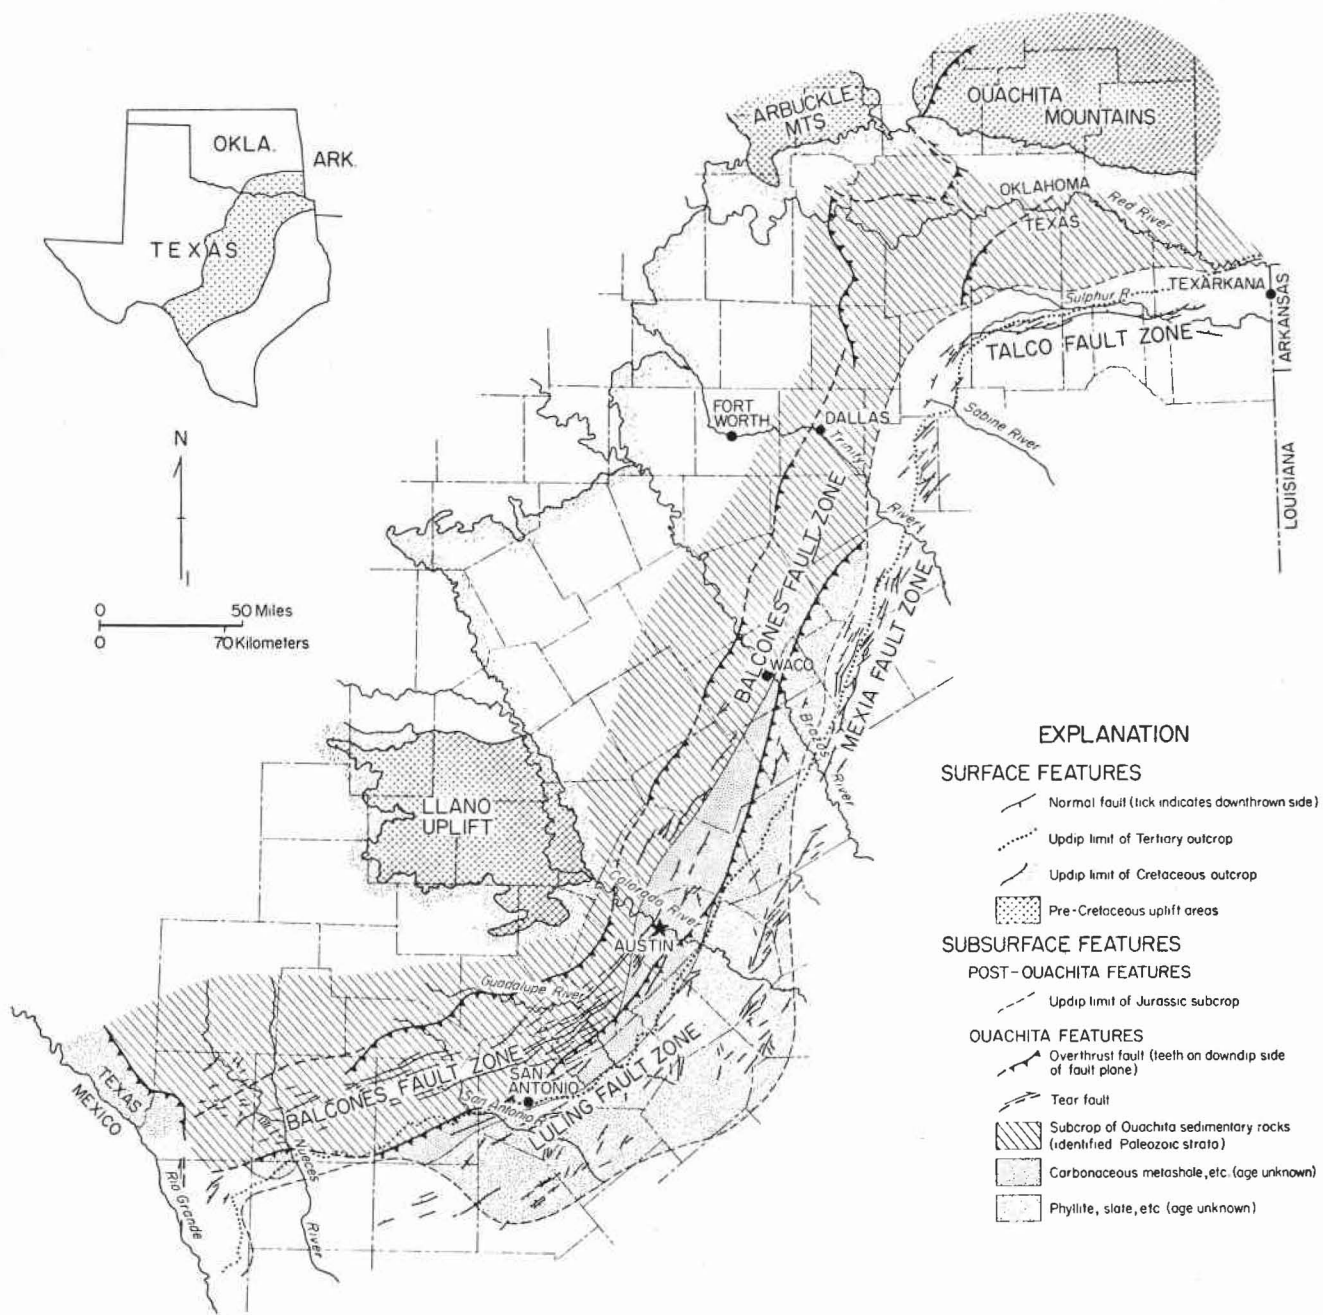 OKLA.
ARK.
TEXAS
N
0 50 Miles
0 70 Kilometers
ARBUCKLE
MTS
OUACHITA
MOUNTAINS
OKLAHOMA
TEXAS
Red River
TEXARKANA
Sulphur R
ARKANSAS
LOUISIANA
TALCO FAULT ZONE
FORT
WORTH
DALLAS
Trinity
River
Sabine River
BALCONES FAULT ZONE
MEXIA FAULT ZONE
WACO
Brazos
River
LLANO
UPLIFT
Colorado River
AUSTIN
Guadalupe River
BALCONES FAULT ZONE
SAN
ANTONIO
San Antonio R
LULING FAULT ZONE
TEXAS
MEXICO
Rio Grande
Nueces
River
EXPLANATION
SURFACE FEATURES
Normal fault (tick indicates downthrown side)
Updip limit of Tertiary outcrop
Updip limit of Cretaceous outcrop
Pre-Cretaceous uplift areas
SUBSURFACE FEATURES
POST-OUACHITA FEATURES
Updip limit of Jurassic subcrop
OUACHITA FEATURES
Overthrust fault (teeth on downdip side
of fault plane)
Tear fault
Subcrop of Ouachita sedimentary rocks
(identified Paleozoic strata)
Carbonaceous metashale, etc. (age unknown)
Phyllite, slate, etc (age unknown)